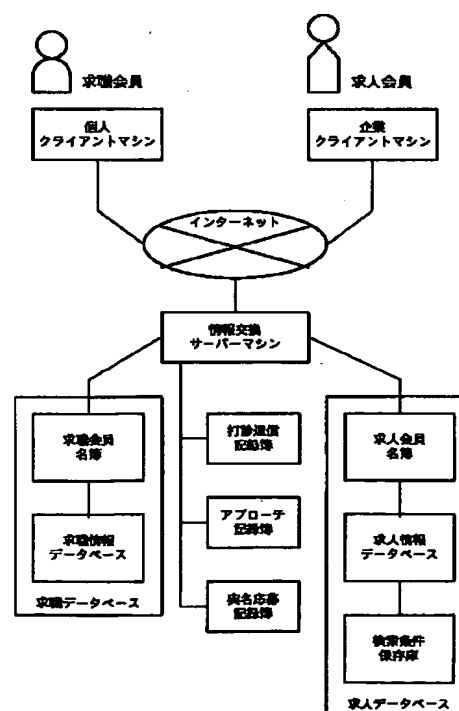 求職会員
求人会員
個人
クライアントマシン
企業
クライアントマシン
インターネット
情報交換
サーバーマシン
求職会員
名簿
打診返信
記録簿
求人会員
名簿
求職情報
データベース
アプローチ
記録簿
求人情報
データベース
求職データベース
実名応募
記録簿
検索条件
保存庫
求人データベース